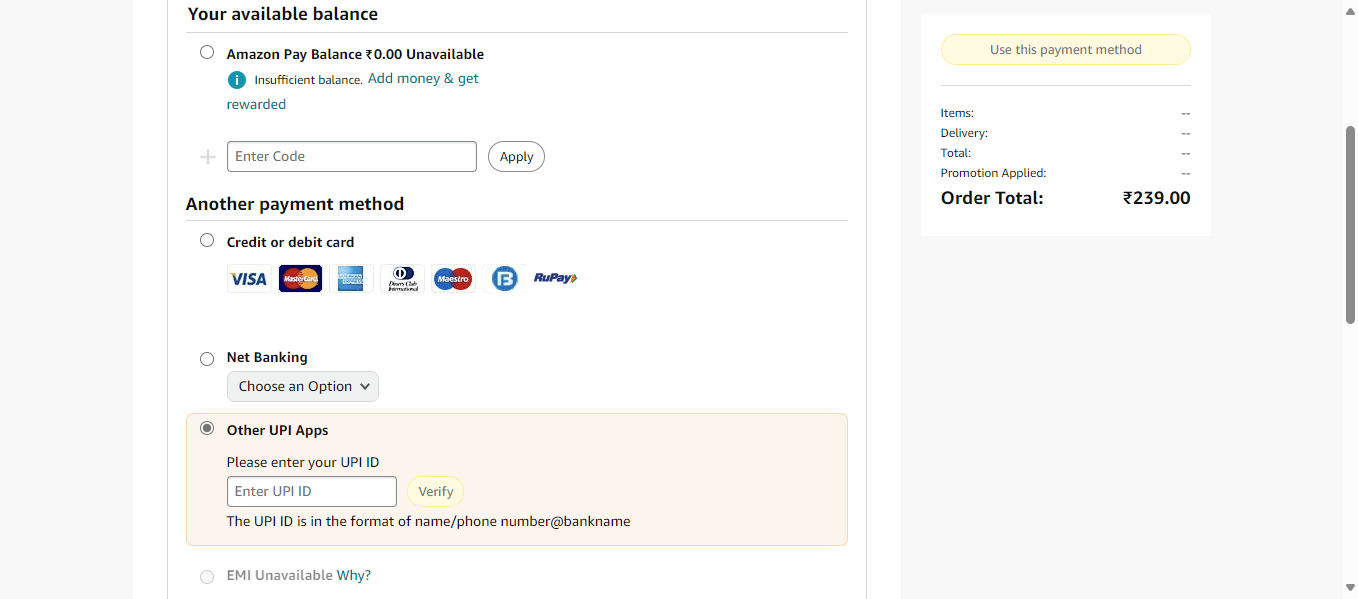 Your available balance
Amazon Pay Balance ₹0.00 Unavailable
i Insufficient balance. Add money & get
rewarded
Enter Code
Apply
Another payment method
Credit or debit card
VISA MasterCard AMERICAN EXPRESS Diners Club International Maestro B RuPay
Net Banking
Choose an Option
Other UPI Apps
Please enter your UPI ID
Enter UPI ID
Verify
The UPI ID is in the format of name/phone number@bankname
EMI Unavailable Why?
Use this payment method
Items: --
Delivery: --
Total: --
Promotion Applied: --
Order Total: ₹239.00